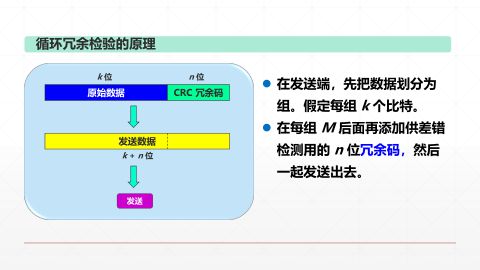 循环冗余检验的原理
k 位 n 位
原始数据 CRC 冗余码
发送数据
k + n 位
发送
● 在发送端，先把数据划分为
组。假定每组 k 个比特。
● 在每组 M 后面再添加供差错
检测用的 n 位冗余码，然后
一起发送出去。